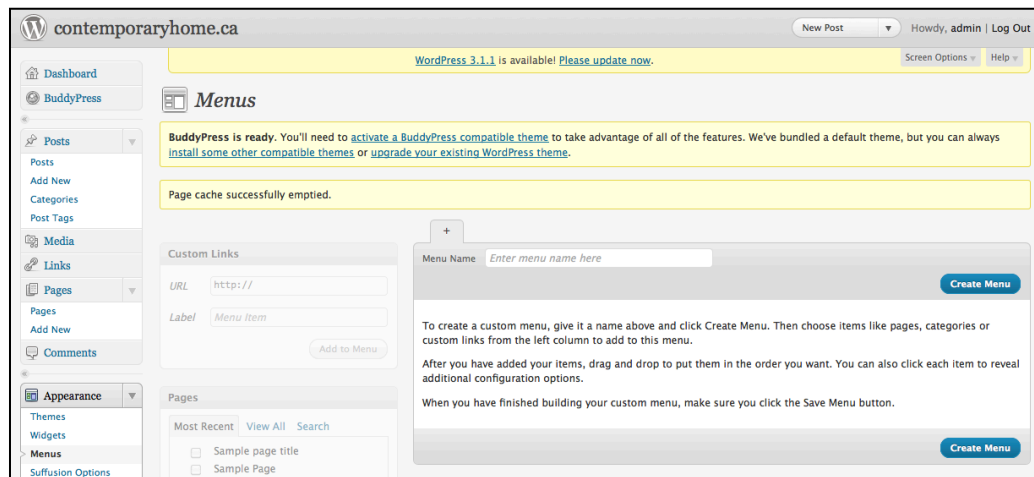 contemporaryhome.ca
New Post
Howdy, admin | Log Out
WordPress 3.1.1 is available! Please update now.
Screen Options
Help
Dashboard
BuddyPress
Posts
Posts
Add New
Categories
Post Tags
Media
Links
Pages
Pages
Add New
Comments
Appearance
Themes
Widgets
Menus
Suffusion Options
Menus
BuddyPress is ready. You'll need to activate a BuddyPress compatible theme to take advantage of all of the features. We've bundled a default theme, but you can always
install some other compatible themes or upgrade your existing WordPress theme.
Page cache successfully emptied.
Custom Links
URL http://
Label Menu Item
Add to Menu
Pages
Most Recent View All Search
Sample page title
Sample Page
+
Menu Name Enter menu name here
Create Menu
To create a custom menu, give it a name above and click Create Menu. Then choose items like pages, categories or
custom links from the left column to add to this menu.
After you have added your items, drag and drop to put them in the order you want. You can also click each item to reveal
additional configuration options.
When you have finished building your custom menu, make sure you click the Save Menu button.
Create Menu